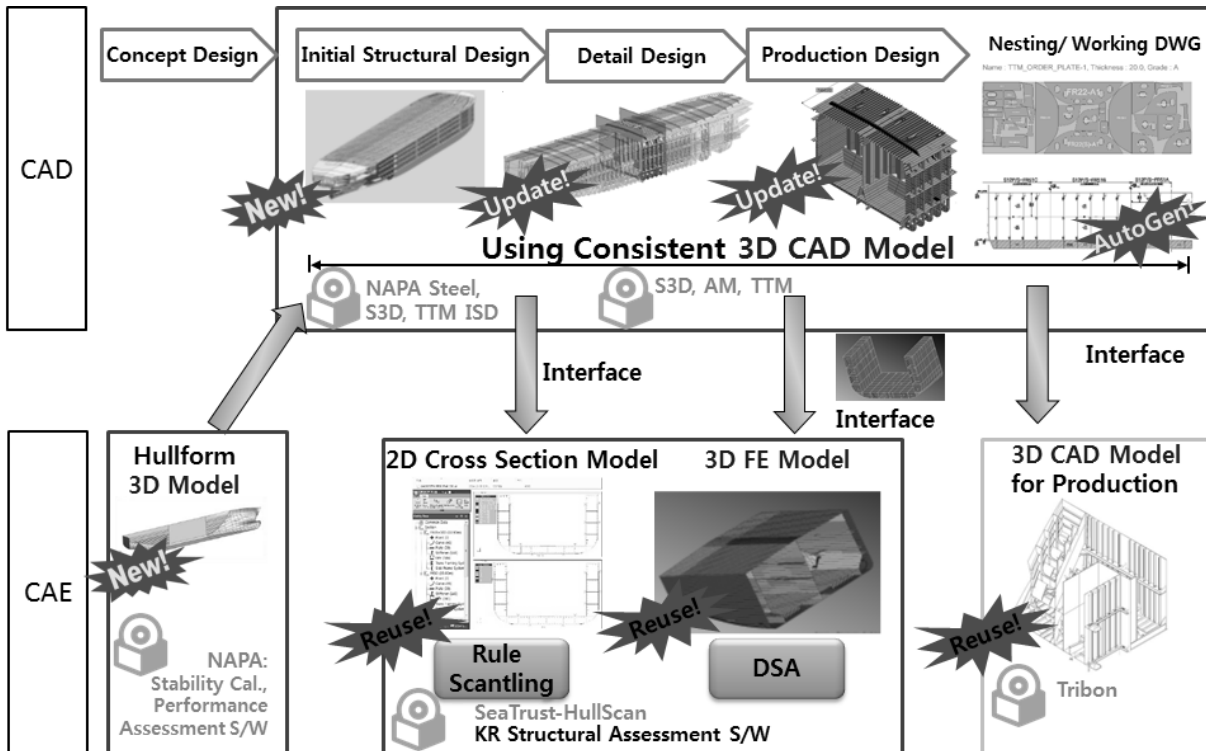 CAD
Concept Design
Initial Structural Design
Detail Design
Production Design
Nesting/ Working DWG
Name : TTM_ORDER_PLATE-1, Thickness : 20.0, Grade : A
FR22-A1
New!
Update!
Update!
AutoGen!
Using Consistent 3D CAD Model
NAPA Steel,
S3D, TTM ISD
S3D, AM, TTM
Interface
Interface
Interface
CAE
Hullform
3D Model
New!
NAPA:
Stability Cal.,
Performance
Assessment S/W
2D Cross Section Model
3D FE Model
Reuse!
Reuse!
Rule
Scantling
DSA
SeaTrust-HullScan
KR Structural Assessment S/W
3D CAD Model
for Production
Reuse!
Tribon